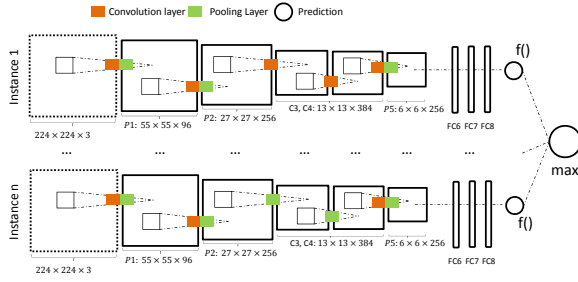 Convolution layer Pooling Layer Prediction
Instance 1
f()
224 × 224 × 3
P1: 55 × 55 × 96
P2: 27 × 27 × 256
C3, C4: 13 × 13 × 384
P5: 6 × 6 × 256
FC6 FC7 FC8
... ... ... ... ... ...
max
Instance n
f()
224 × 224 × 3
P1: 55 × 55 × 96
P2: 27 × 27 × 256
C3, C4: 13 × 13 × 384
P5: 6 × 6 × 256
FC6 FC7 FC8